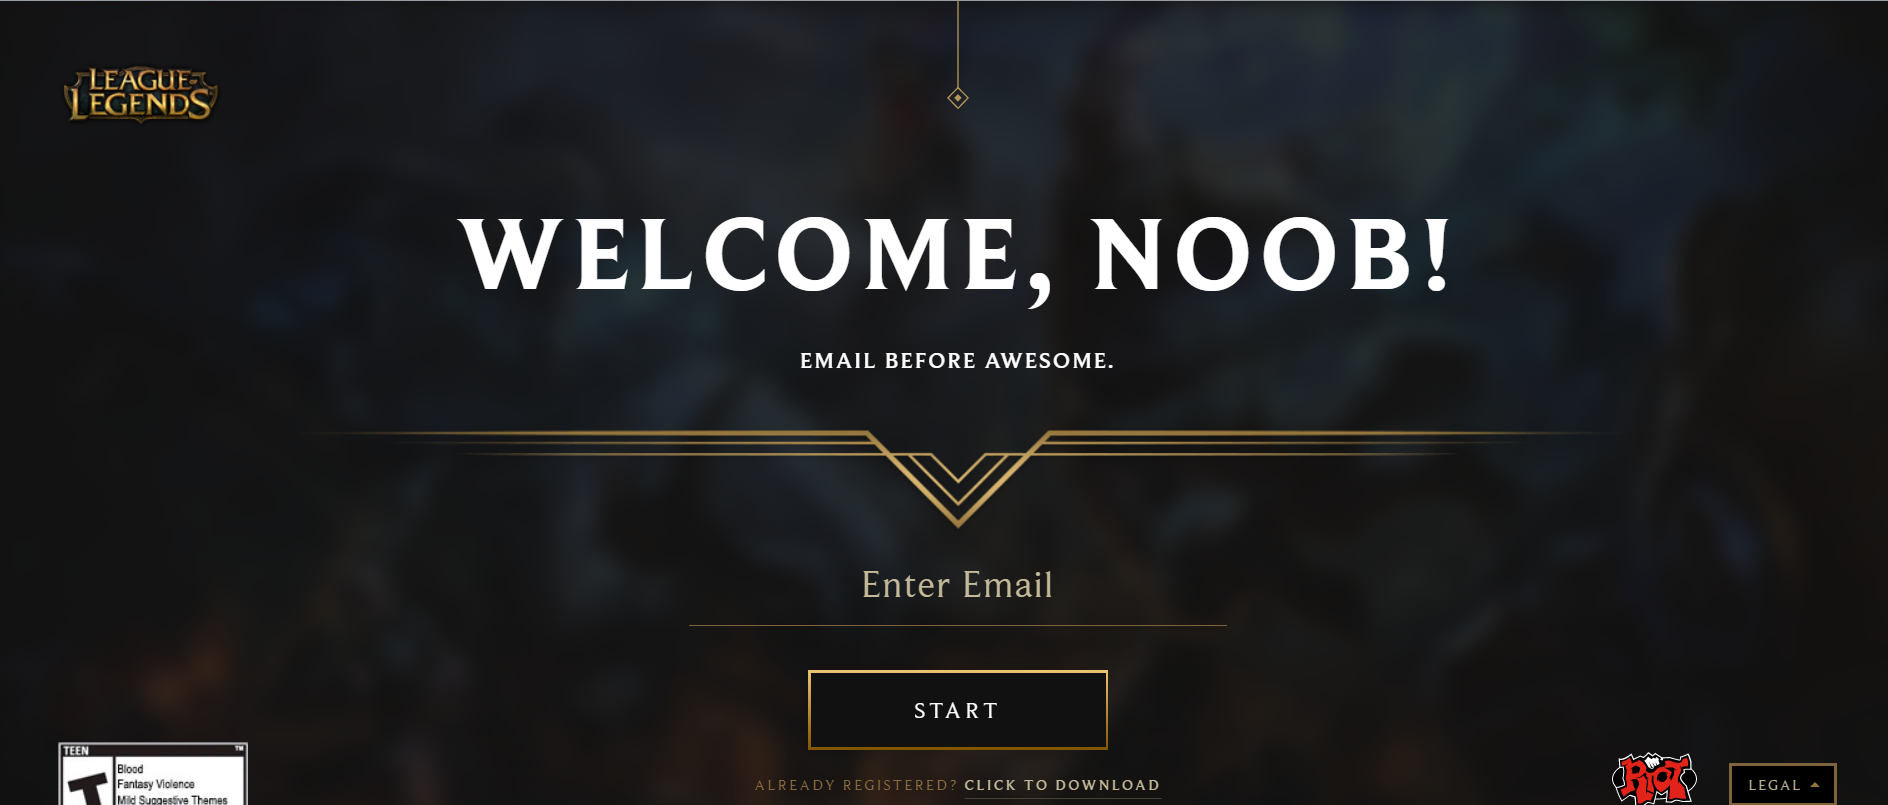 LEAGUE OF
LEGENDS
WELCOME, NOOB!
EMAIL BEFORE AWESOME.
Enter Email
START
ALREADY REGISTERED? CLICK TO DOWNLOAD
TEEN TM
T
Blood
Fantasy Violence
Mild Suggestive Themes
RIOT
LEGAL